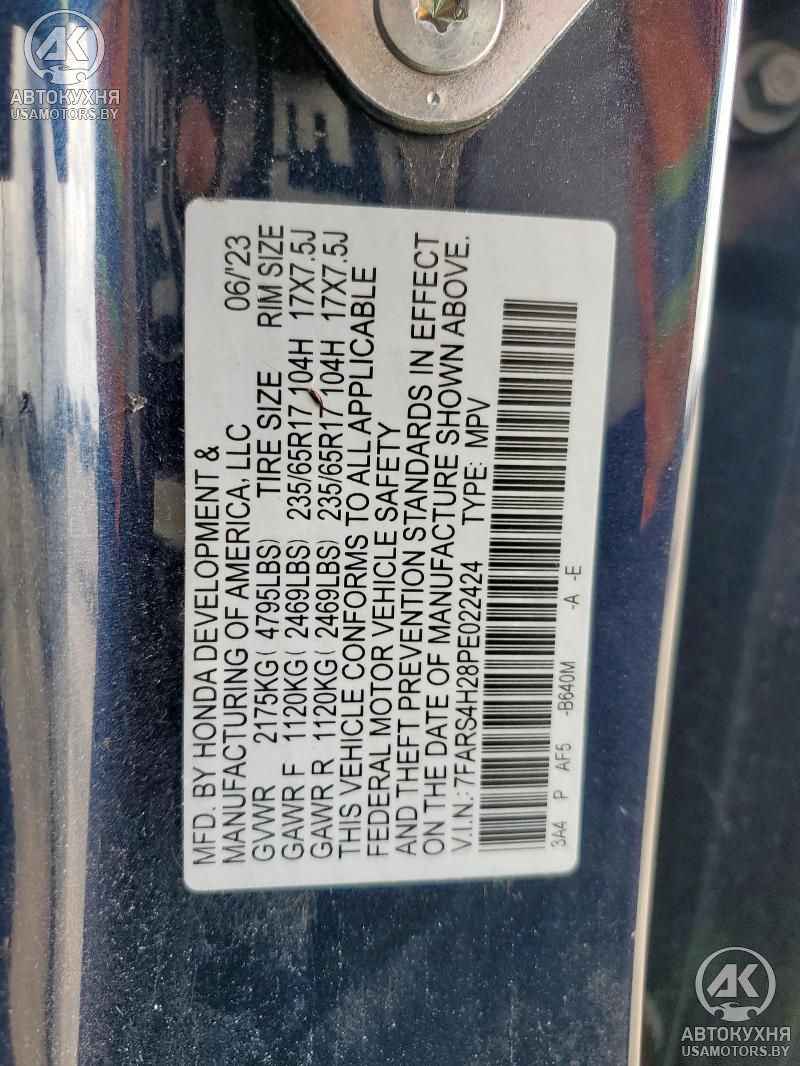 AK
АВТОКУХНЯ
USAMOTORS.BY
MFD. BY HONDA DEVELOPMENT &
MANUFACTURING OF AMERICA, LLC 06/'23
GVWR 2175KG( 4795LBS) TIRE SIZE RIM SIZE
GAWR F 1120KG( 2469LBS) 235/65R17 104H 17X7.5J
GAWR R 1120KG( 2469LBS) 235/65R17 104H 17X7.5J
THIS VEHICLE CONFORMS TO ALL APPLICABLE
FEDERAL MOTOR VEHICLE SAFETY
AND THEFT PREVENTION STANDARDS IN EFFECT
ON THE DATE OF MANUFACTURE SHOWN ABOVE.
V.I.N.: 7FARS4H28PE022424 TYPE: MPV
3A4 P AF5 -B640M -A -E
AK
АВТОКУХНЯ
USAMOTORS.BY